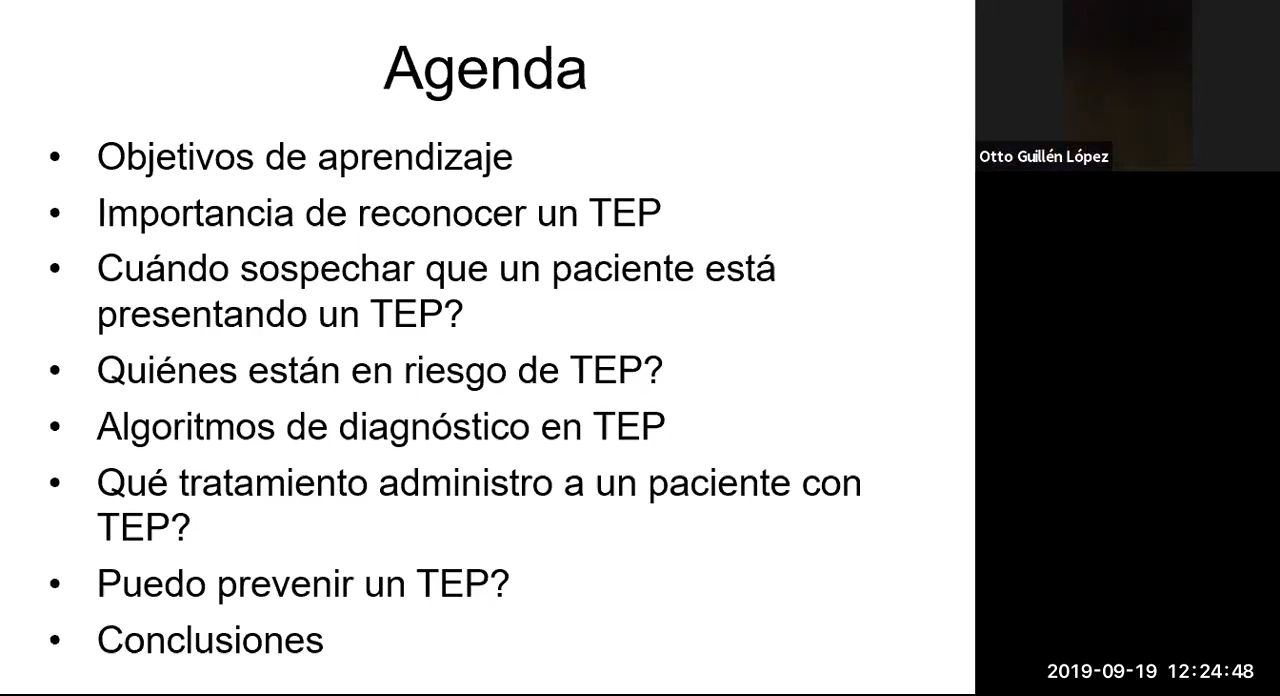 Agenda
• Objetivos de aprendizaje
• Importancia de reconocer un TEP
• Cuándo sospechar que un paciente está
presentando un TEP?
• Quiénes están en riesgo de TEP?
• Algoritmos de diagnóstico en TEP
• Qué tratamiento administro a un paciente con
TEP?
• Puedo prevenir un TEP?
• Conclusiones
Otto Guillén López
2019-09-19 12:24:48